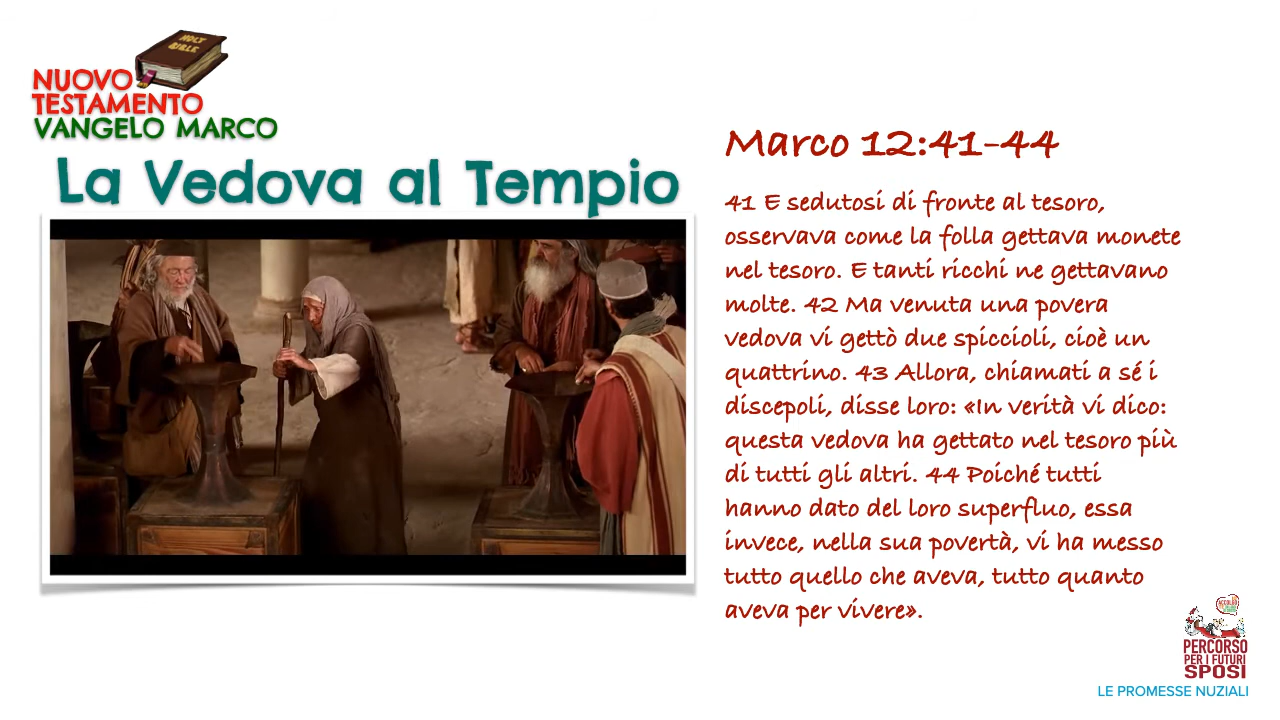 HOLY
BIBLE
NUOVO
TESTAMENTO
VANGELO MARCO
La Vedova al Tempio
Marco 12:41-44
41 E sedutosi di fronte al tesoro,
osservava come la folla gettava monete
nel tesoro. E tanti ricchi ne gettavano
molte. 42 Ma venuta una povera
vedova vi gettò due spiccioli, cioè un
quattrino. 43 Allora, chiamati a sé i
discepoli, disse loro: «In verità vi dico:
questa vedova ha gettato nel tesoro più
di tutti gli altri. 44 Poiché tutti
hanno dato del loro superfluo, essa
invece, nella sua povertà, vi ha messo
tutto quello che aveva, tutto quanto
aveva per vivere».
PERCORSO
PER I FUTURI
SPOSI
LE PROMESSE NUZIALI